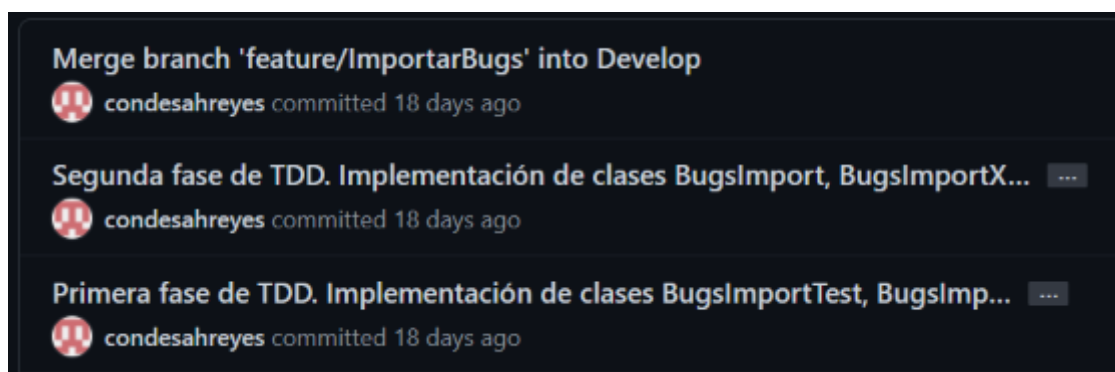 Merge branch 'feature/ImportarBugs' into Develop
condesahreyes committed 18 days ago
Segunda fase de TDD. Implementación de clases BugsImport, BugsImportX... ...
condesahreyes committed 18 days ago
Primera fase de TDD. Implementación de clases BugsImportTest, BugsImp... ...
condesahreyes committed 18 days ago